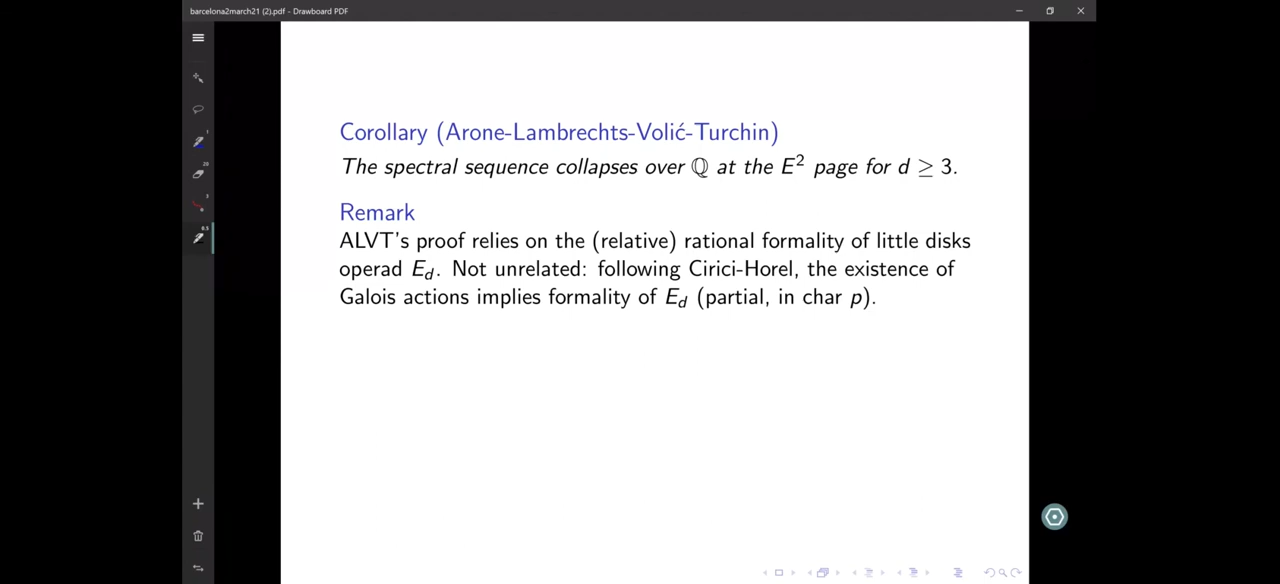 barcelona2march21 (2).pdf - Drawboard PDF
Corollary (Arone-Lambrechts-Volić-Turchin)
The spectral sequence collapses over ℚ at the E² page for d ≥ 3.
Remark
ALVT's proof relies on the (relative) rational formality of little disks
operad E_d. Not unrelated: following Cirici-Horel, the existence of
Galois actions implies formality of E_d (partial, in char p).